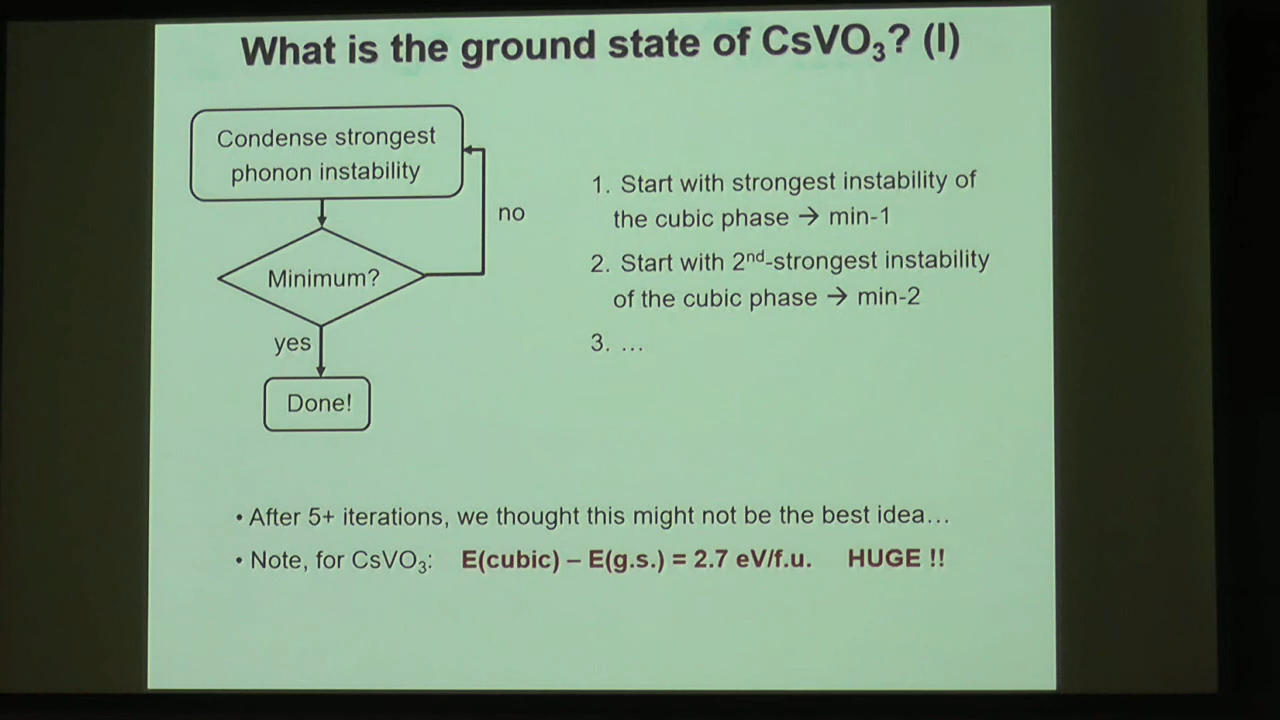 What is the ground state of CsVO₃? (I)
Condense strongest
phonon instability
no
Minimum?
yes
Done!
1. Start with strongest instability of
the cubic phase → min-1
2. Start with 2ⁿᵈ-strongest instability
of the cubic phase → min-2
3. …
• After 5+ iterations, we thought this might not be the best idea…
• Note, for CsVO₃: E(cubic) – E(g.s.) = 2.7 eV/f.u. HUGE !!